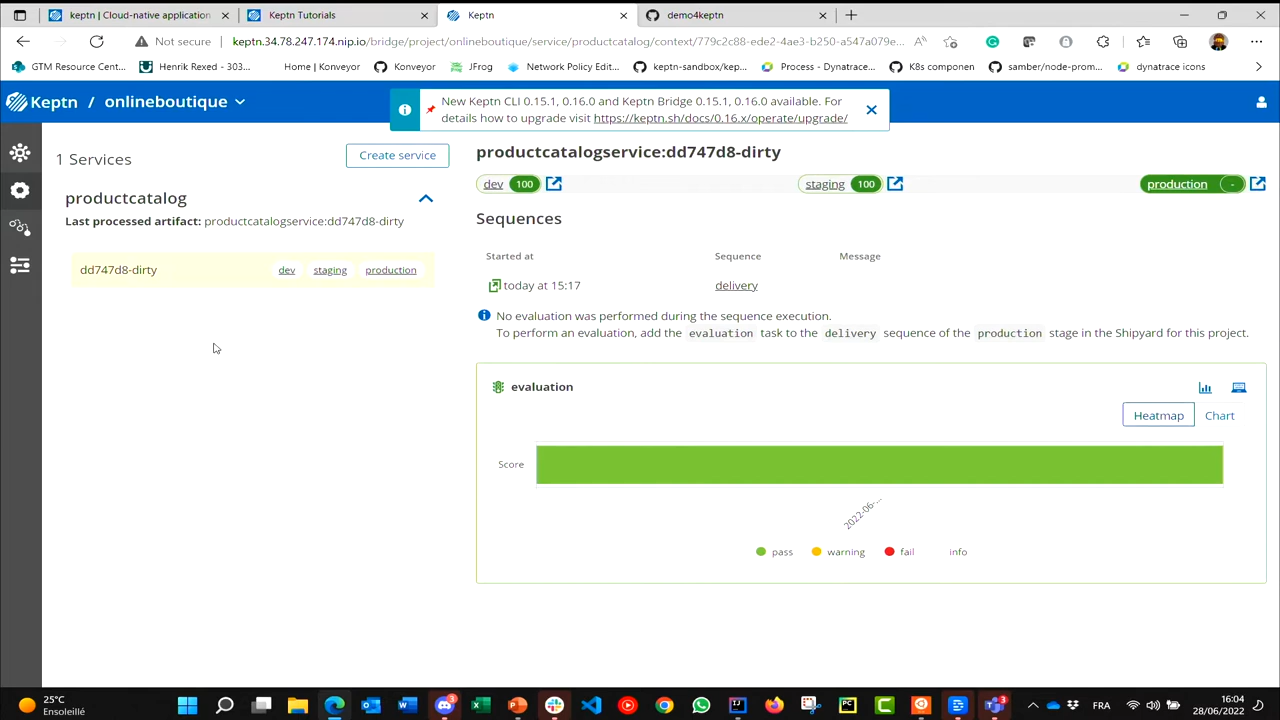 keptn | Cloud-native application
Keptn Tutorials
Keptn
demo4keptn
Not secure
keptn.34.78.247.174.nip.io/bridge/project/onlineboutique/service/productcatalog/context/779c2c88-ede2-4ae3-b250-a547a079e...
GTM Resource Cent...
Henrik Rexed - 303...
Home | Konveyor
Konveyor
JFrog
Network Policy Edit...
keptn-sandbox/kep...
Process - Dynatrace...
K8s componen
samber/node-prom...
dynatrace icons
Keptn / onlineboutique
New Keptn CLI 0.15.1, 0.16.0 and Keptn Bridge 0.15.1, 0.16.0 available. For
details how to upgrade visit https://keptn.sh/docs/0.16.x/operate/upgrade/
1 Services
Create service
productcatalog
Last processed artifact: productcatalogservice:dd747d8-dirty
dd747d8-dirty
dev
staging
production
productcatalogservice:dd747d8-dirty
dev 100
staging 100
production -
Sequences
Started at
Sequence
Message
today at 15:17
delivery
No evaluation was performed during the sequence execution.
To perform an evaluation, add the evaluation task to the delivery sequence of the production stage in the Shipyard for this project.
evaluation
Heatmap
Chart
Score
2022-06-...
pass
warning
fail
info
25°C
Ensoleillé
3
3
FRA
16:04
28/06/2022